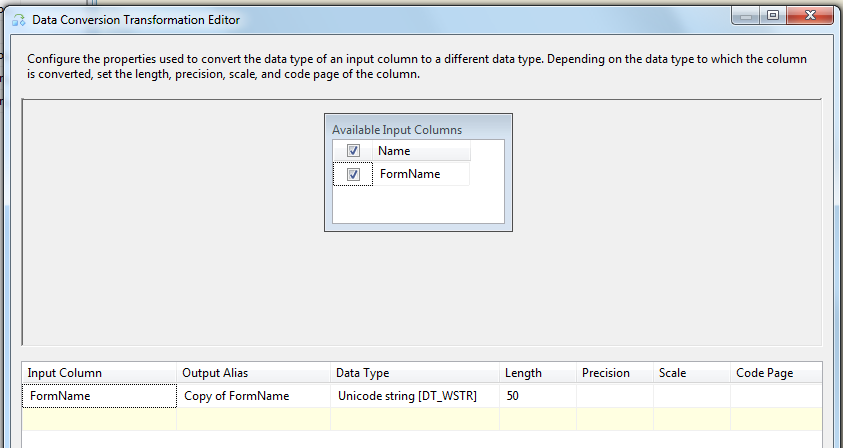 Data Conversion Transformation Editor
Configure the properties used to convert the data type of an input column to a different data type. Depending on the data type to which the column
is converted, set the length, precision, scale, and code page of the column.
Available Input Columns
Name
FormName
Input Column Output Alias Data Type Length Precision Scale Code Page
FormName Copy of FormName Unicode string [DT_WSTR] 50